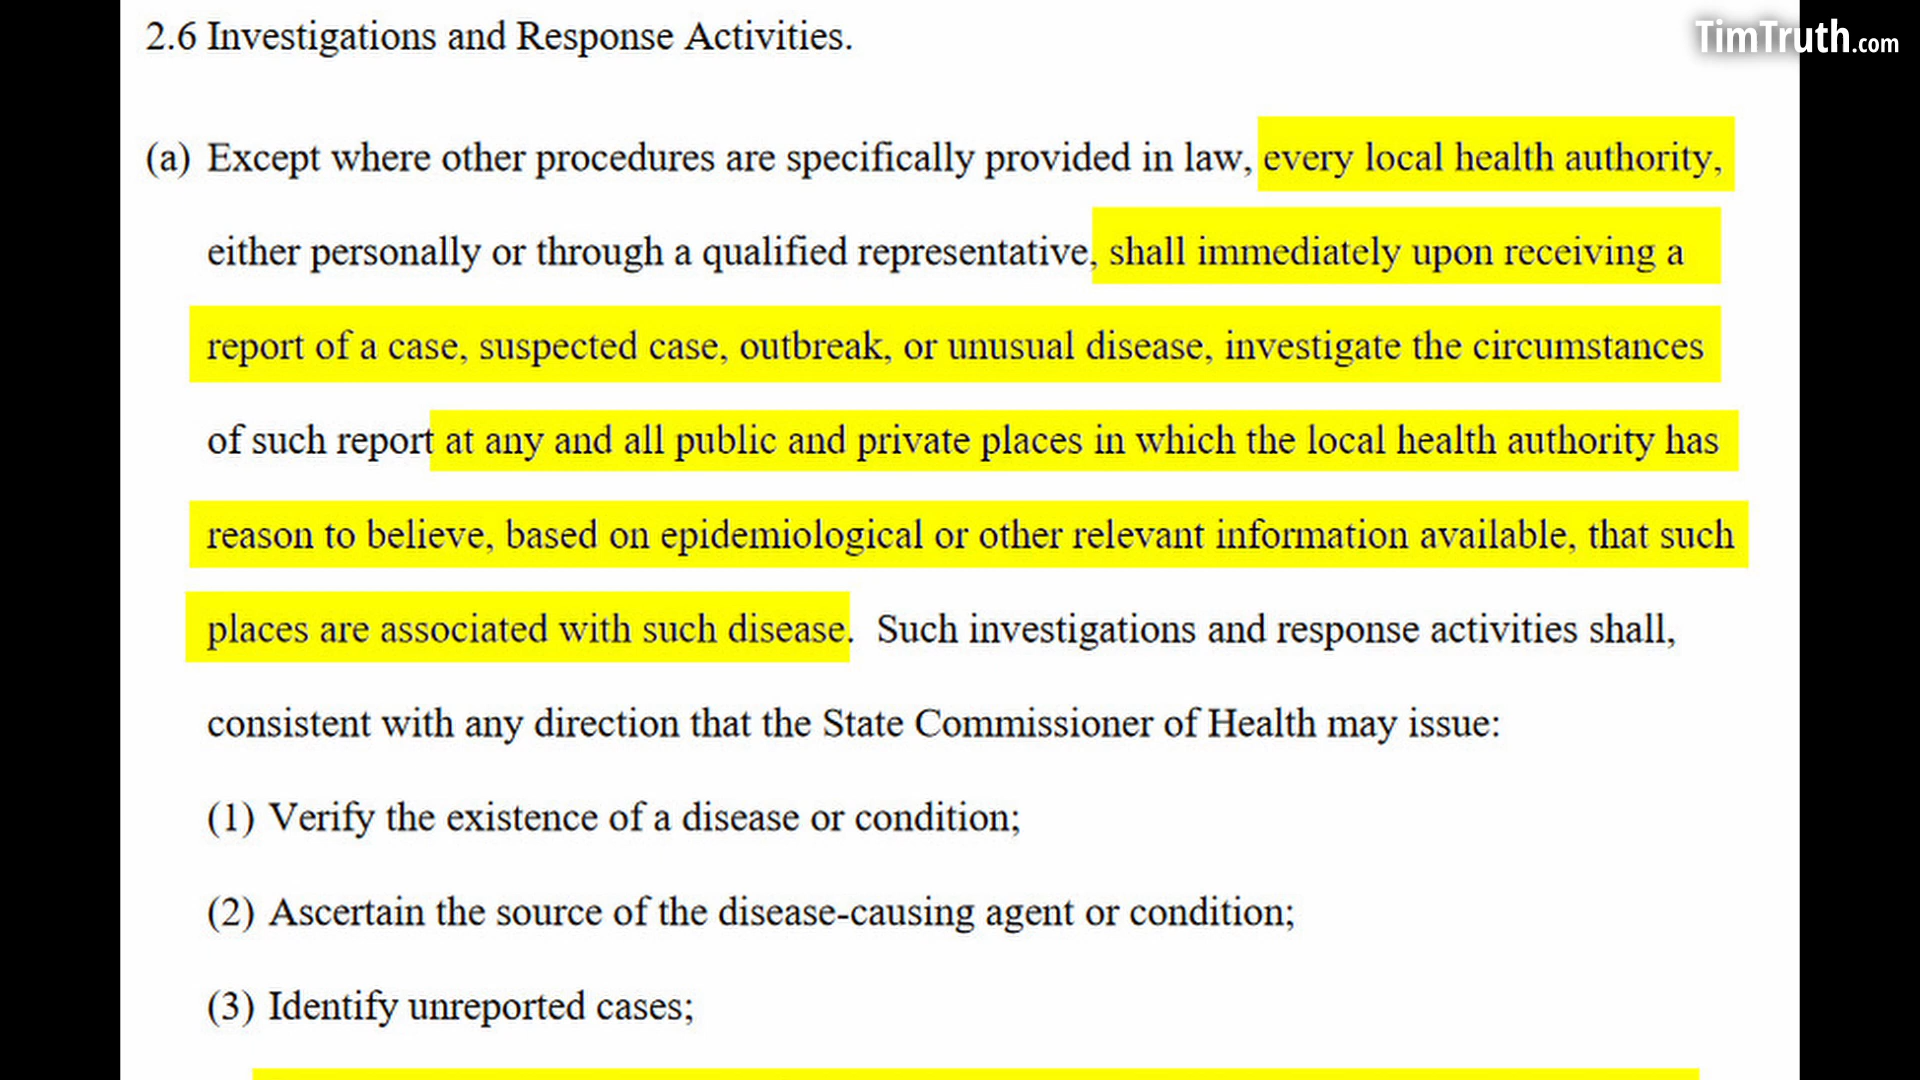 TimTruth.com
2.6 Investigations and Response Activities.
(a) Except where other procedures are specifically provided in law, every local health authority,
either personally or through a qualified representative, shall immediately upon receiving a
report of a case, suspected case, outbreak, or unusual disease, investigate the circumstances
of such report at any and all public and private places in which the local health authority has
reason to believe, based on epidemiological or other relevant information available, that such
places are associated with such disease. Such investigations and response activities shall,
consistent with any direction that the State Commissioner of Health may issue:
(1) Verify the existence of a disease or condition;
(2) Ascertain the source of the disease-causing agent or condition;
(3) Identify unreported cases;